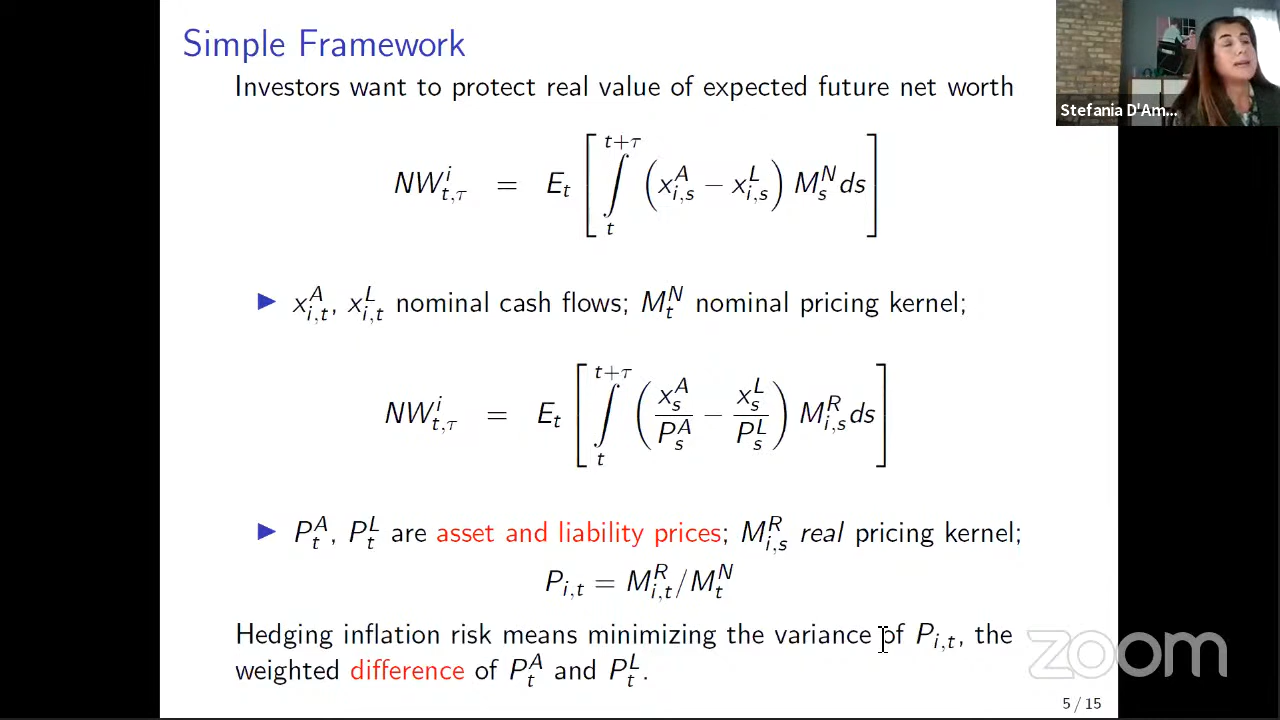 Simple Framework
Investors want to protect real value of expected future net worth
Stefania D'Am...
NW^i_{t,τ} = E_t [ ∫_t^{t+τ} ( x^A_{i,s} − x^L_{i,s} ) M^N_s ds ]
▶ x^A_{i,t}, x^L_{i,t} nominal cash flows; M^N_t nominal pricing kernel;
NW^i_{t,τ} = E_t [ ∫_t^{t+τ} ( x^A_s / P^A_s − x^L_s / P^L_s ) M^R_{i,s} ds ]
▶ P^A_t, P^L_t are asset and liability prices; M^R_{i,s} real pricing kernel;
P_{i,t} = M^R_{i,t}/M^N_t
Hedging inflation risk means minimizing the variance of P_{i,t}, the
weighted difference of P^A_t and P^L_t.
zoom
5 / 15